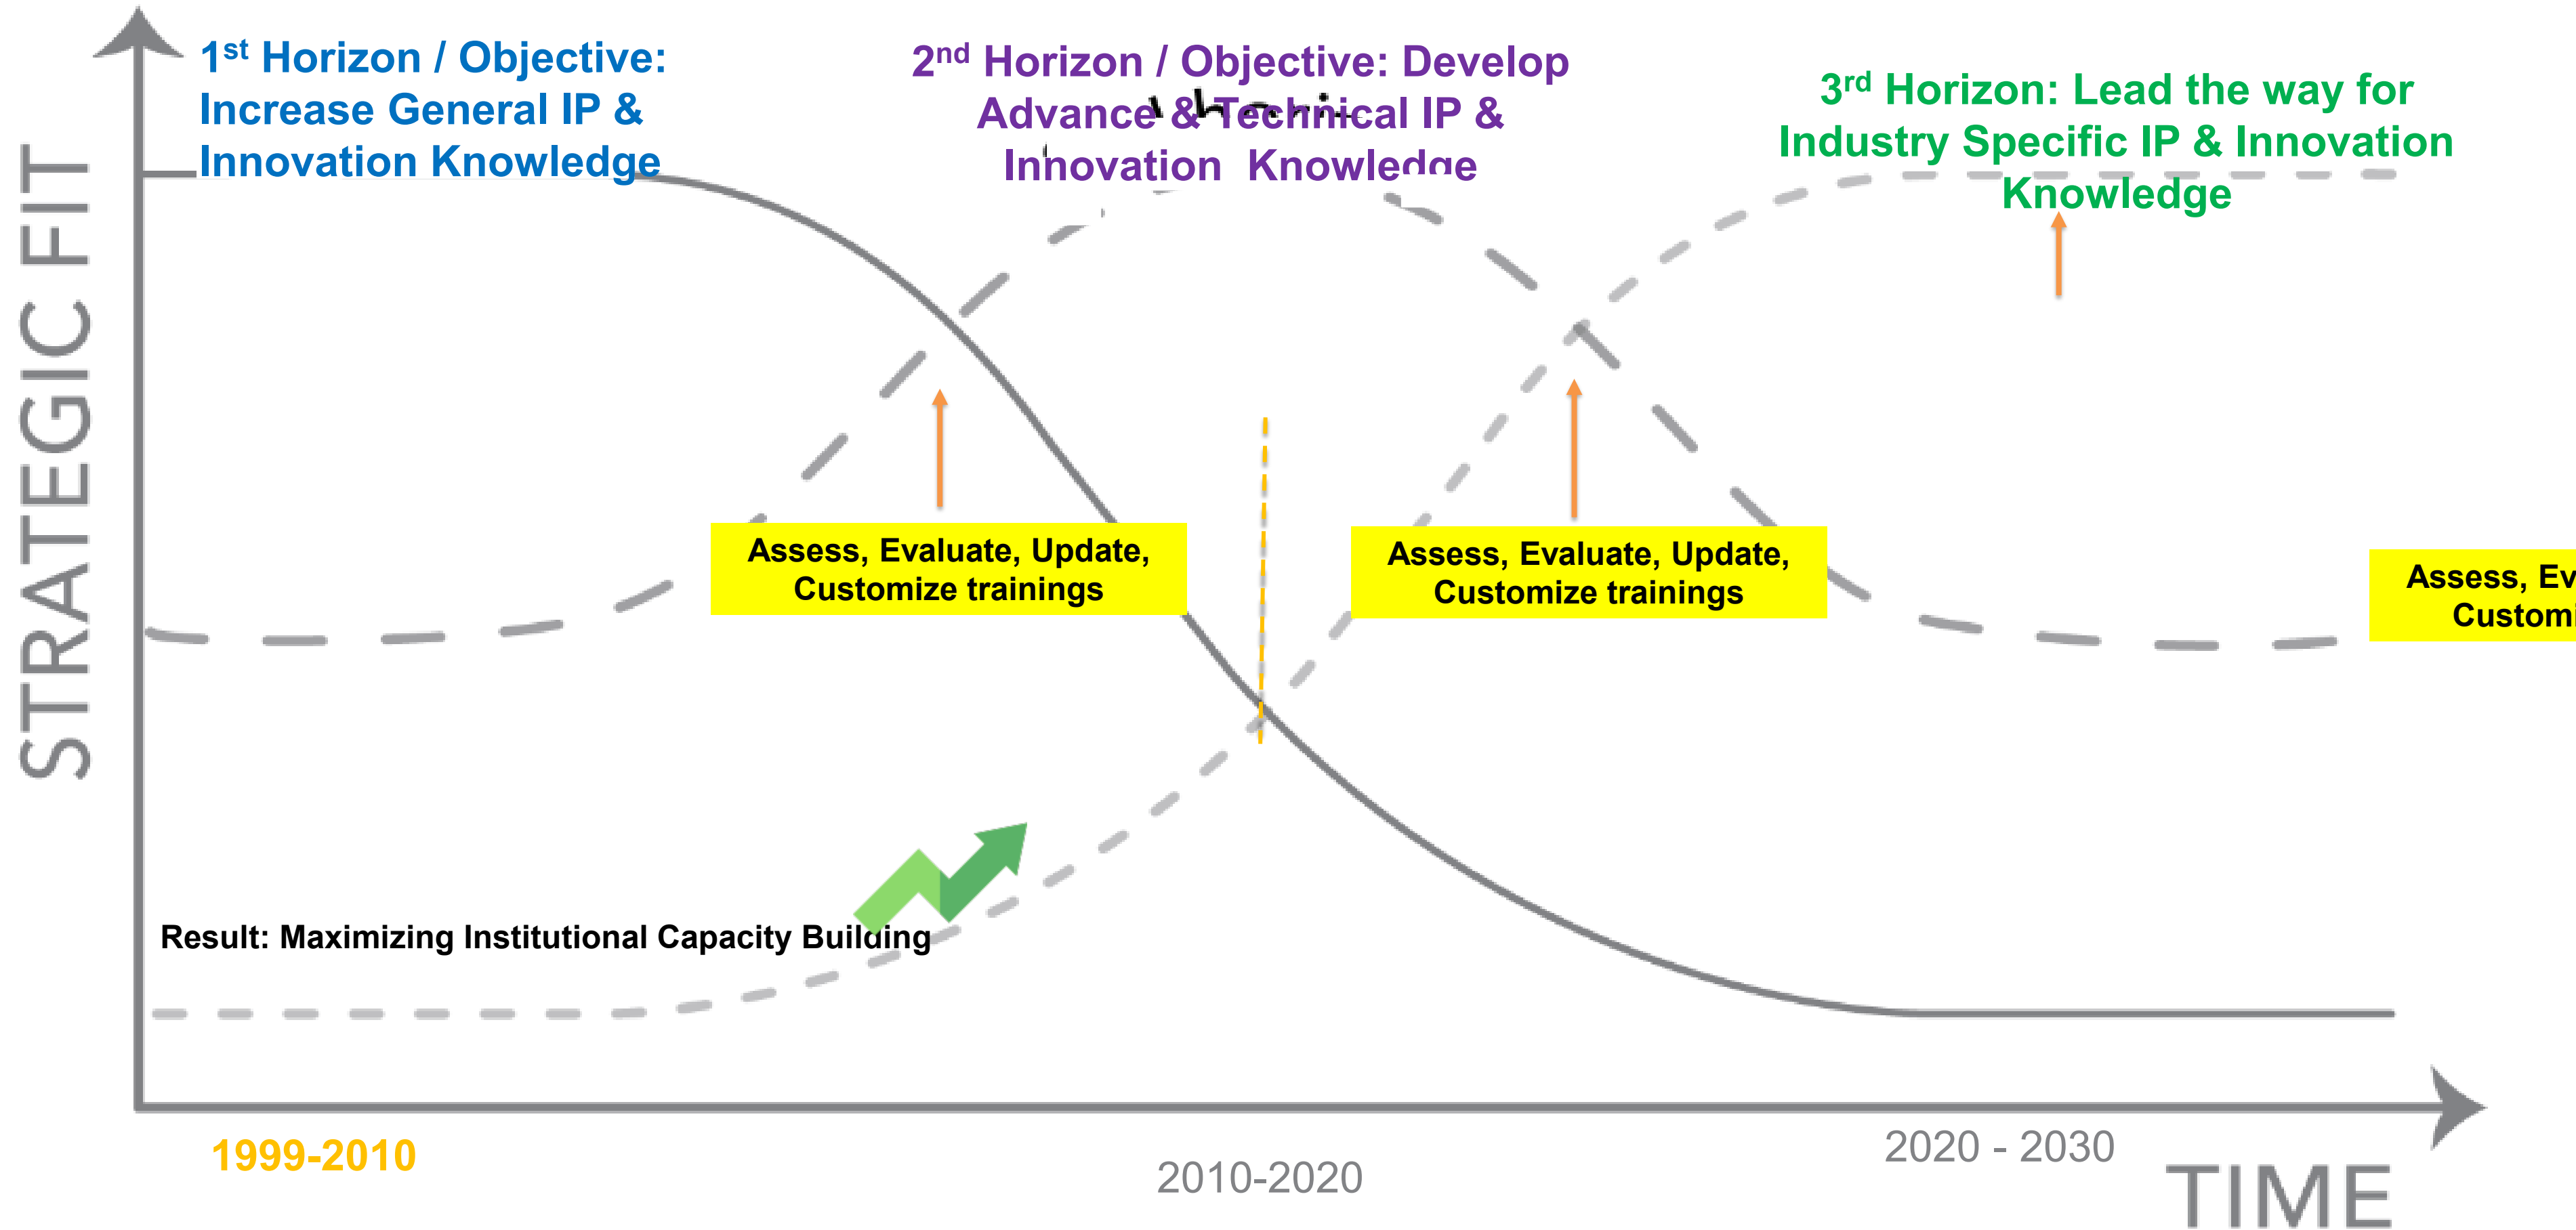 STRATEGIC FIT
1st Horizon / Objective:
Increase General IP &
Innovation Knowledge
2nd Horizon / Objective: Develop
Advance & Technical IP &
Innovation Knowledge
3rd Horizon: Lead the way for
Industry Specific IP & Innovation
Knowledge
Assess, Evaluate, Update,
Customize trainings
Assess, Evaluate, Update,
Customize trainings
Assess,
Result: Maximizing Institutional Capacity Building
1999-2010
2010-2020
2020 - 2030
TIME